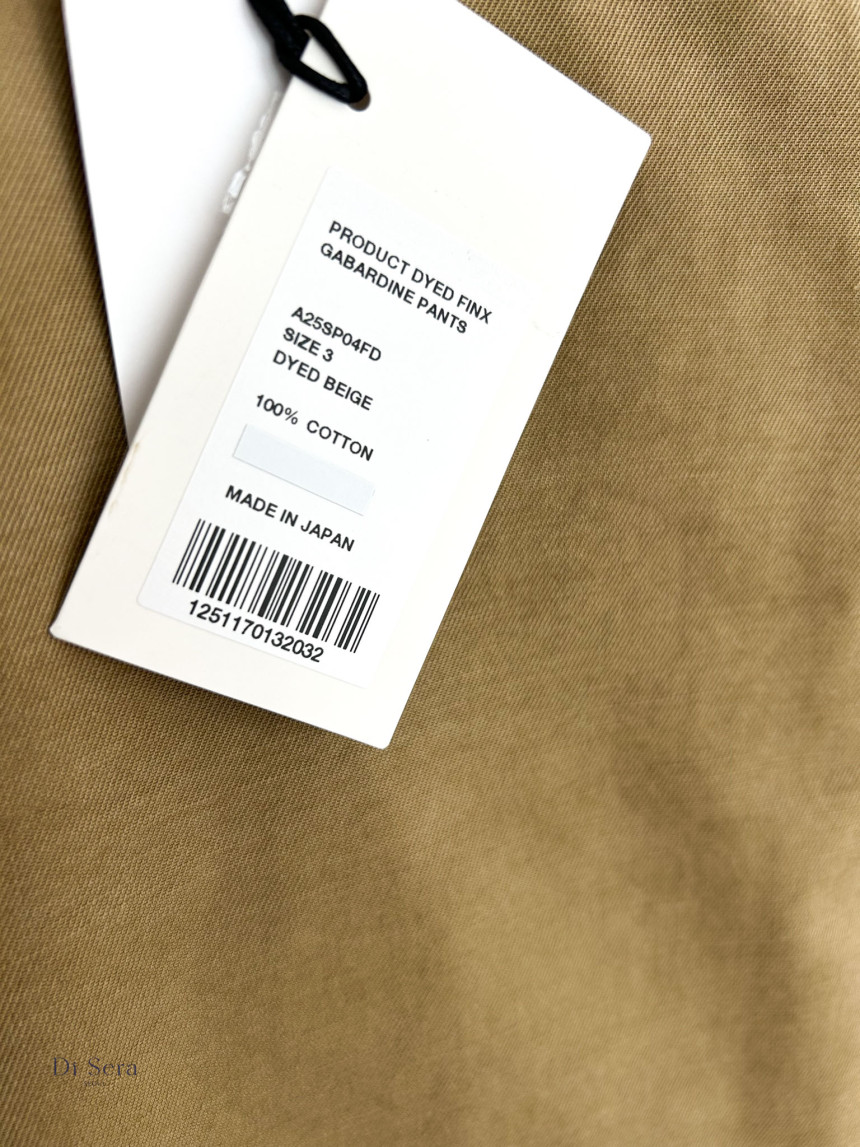 PRODUCT DYED FINX
GABARDINE PANTS
A25SP04FD
SIZE 3
DYED BEIGE
100% COTTON
MADE IN JAPAN
1251170132032
Di Sera